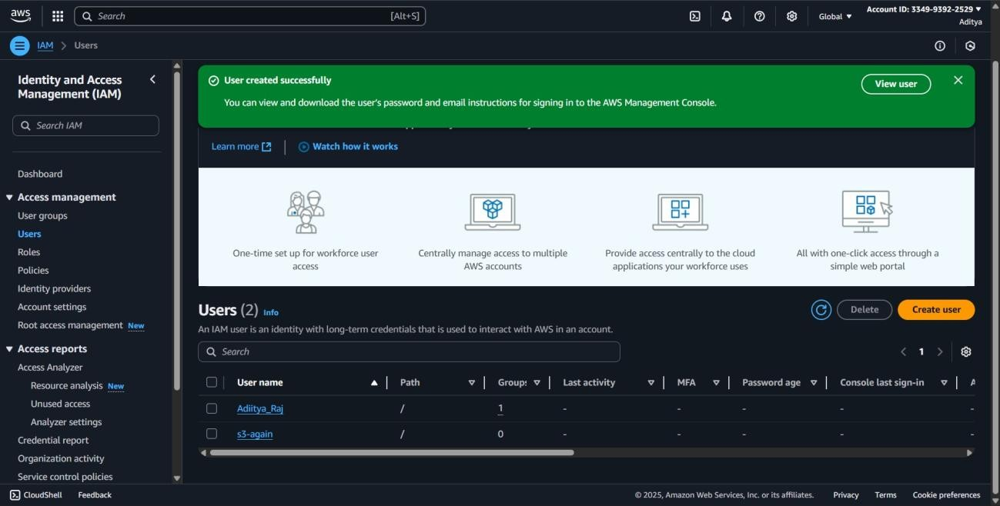 aws
Search
[Alt+S]
Global
Account ID: 3349-9392-2529
Aditya
IAM
Users
Identity and Access
Management (IAM)
Search IAM
Dashboard
Access management
User groups
Users
Roles
Policies
Identity providers
Account settings
Root access management New
Access reports
Access Analyzer
Resource analysis New
Unused access
Analyzer settings
Credential report
Organization activity
Service control policies
User created successfully
You can view and download the user's password and email instructions for signing in to the AWS Management Console.
View user
Learn more
Watch how it works
One-time set up for workforce user
access
Centrally manage access to multiple
AWS accounts
Provide access centrally to the cloud
applications your workforce uses
All with one-click access through a
simple web portal
Users (2) Info
Delete
Create user
An IAM user is an identity with long-term credentials that is used to interact with AWS in an account.
Search
1
User name Path Group: Last activity MFA Password age Console last sign-in A
Adiitya_Raj / 1 - - - - -
s3-again / 0 - - - - -
CloudShell Feedback © 2025, Amazon Web Services, Inc. or its affiliates. Privacy Terms Cookie preferences